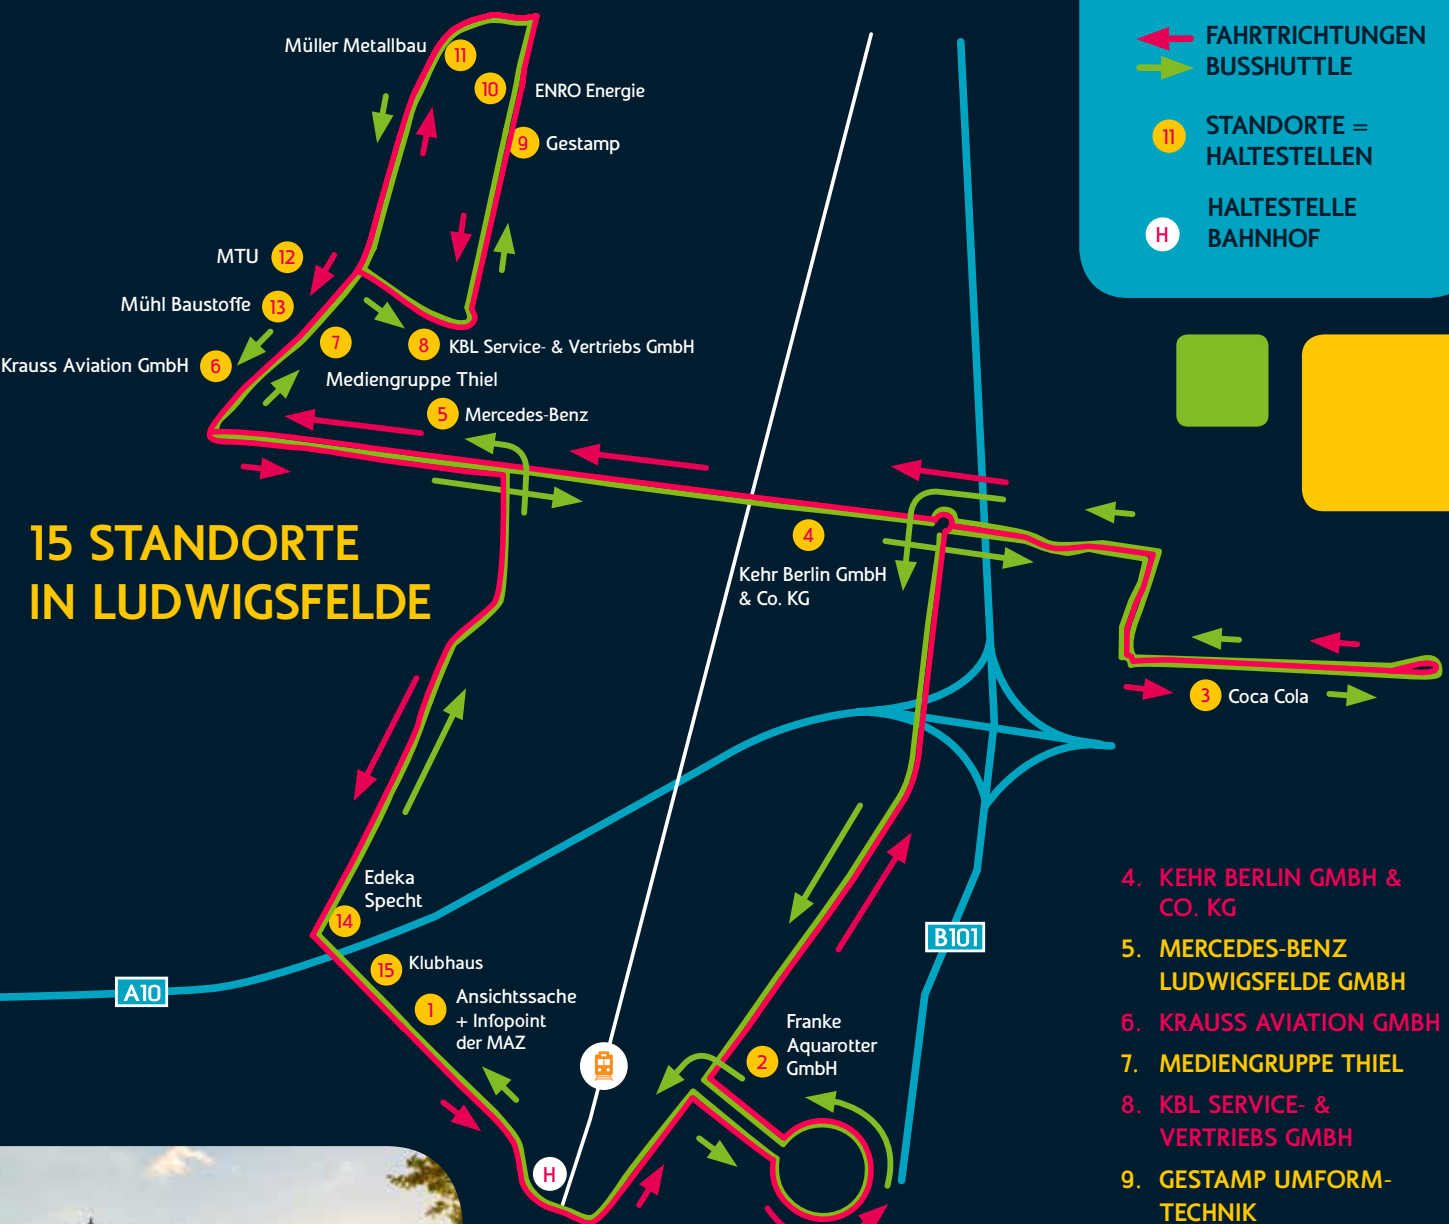 Müller Metallbau
11
10
ENRO Energie
9
Gestamp
MTU
12
Mühl Baustoffe
13
Krauss Aviation GmbH
6
7
8
KBL Service- & Vertriebs GmbH
Mediengruppe Thiel
5
Mercedes-Benz
FAHRTRICHTUNGEN
BUSSHUTTLE
11
STANDORTE =
HALTESTELLEN
H
HALTESTELLE
BAHNHOF
15 STANDORTE
IN LUDWIGSFELDE
4
Kehr Berlin GmbH
& Co. KG
3
Coca Cola
Edeka
Specht
14
15
Klubhaus
1
Ansichtssache
+ Infopoint
der MAZ
A10
B101
Franke
Aquarotter
GmbH
2
H
4. KEHR BERLIN GMBH &
CO. KG
5. MERCEDES-BENZ
LUDWIGSFELDE GMBH
6. KRAUSS AVIATION GMBH
7. MEDIENGRUPPE THIEL
8. KBL SERVICE- &
VERTRIEBS GMBH
9. GESTAMP UMFORM-
TECHNIK